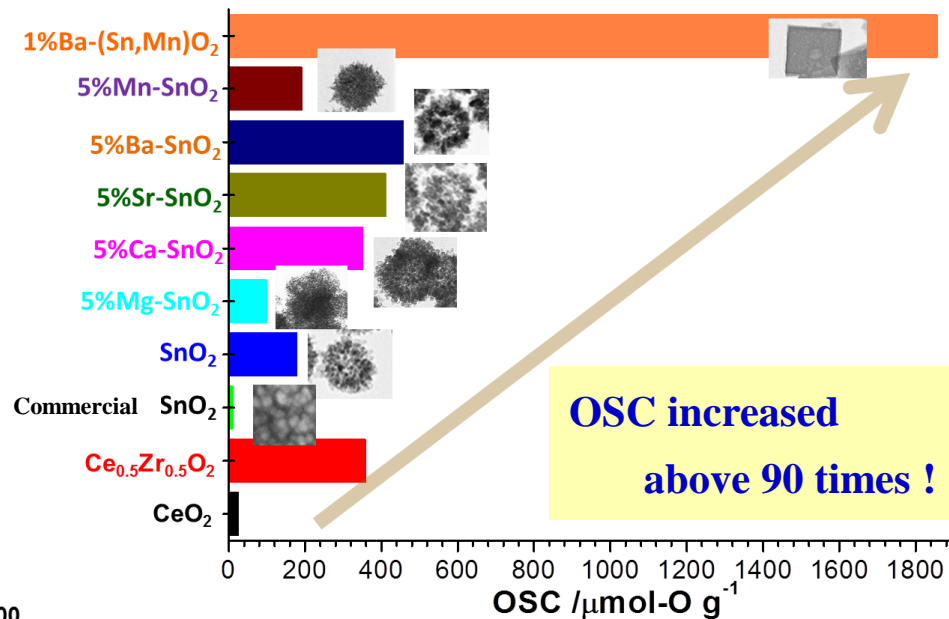 1%Ba-(Sn,Mn)O₂
5%Mn-SnO₂
5%Ba-SnO₂
5%Sr-SnO₂
5%Ca-SnO₂
5%Mg-SnO₂
SnO₂
Commercial SnO₂
Ce₀.₅Zr₀.₅O₂
CeO₂
OSC increased
above 90 times !
0 200 400 600 800 1000 1200 1400 1600 1800
OSC /μmol-O g⁻¹